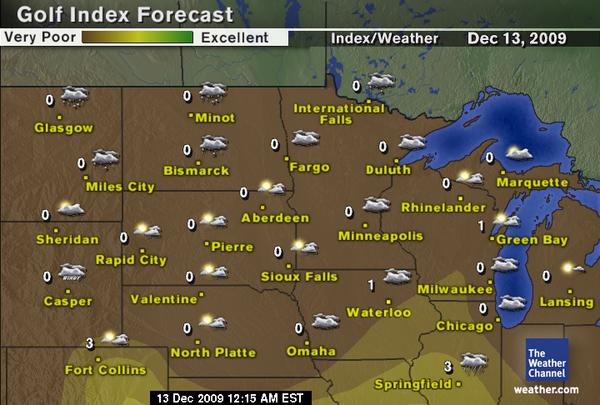 Golf Index Forecast
Very Poor Excellent Index/Weather Dec 13, 2009
0
International
Falls
0
Glasgow
0
Minot
0
Miles City
0
Bismarck
0
Fargo
0
Duluth
0
Marquette
0
Sheridan
0
Rapid City
0
Pierre
0
Aberdeen
0
Minneapolis
0
Rhinelander
1
Green Bay
0
WINDY
Casper
0
Valentine
0
Sioux Falls
1
Waterloo
0
Milwaukee
0
Lansing
3
Fort Collins
0
North Platte
0
Omaha
0
Chicago
3
Springfield
The
Weather
Channel
weather.com
13 Dec 2009 12:15 AM EST